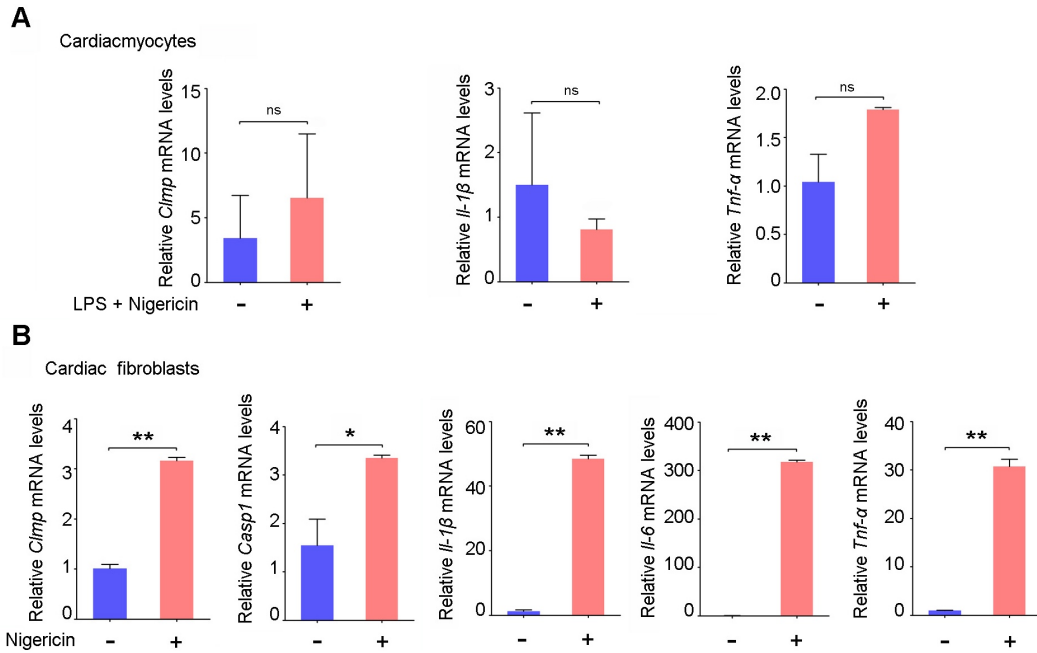 A
Cardiacmyocytes
Relative Clmp mRNA levels
15
10
5
0
ns
Relative Il-1β mRNA levels
3
2
1
0
ns
Relative Tnf-α mRNA levels
2.0
1.5
1.0
0.5
0
ns
LPS + Nigericin - + - + - +
B
Cardiac fibroblasts
Relative Clmp mRNA levels
4
3
2
1
0
**
Relative Casp1 mRNA levels
4
3
2
1
0
*
Relative Il-1β mRNA levels
60
40
20
0
**
Relative Il-6 mRNA levels
400
300
200
100
0
**
Relative Tnf-α mRNA levels
40
30
20
10
0
**
Nigericin - + - + - + - + - +